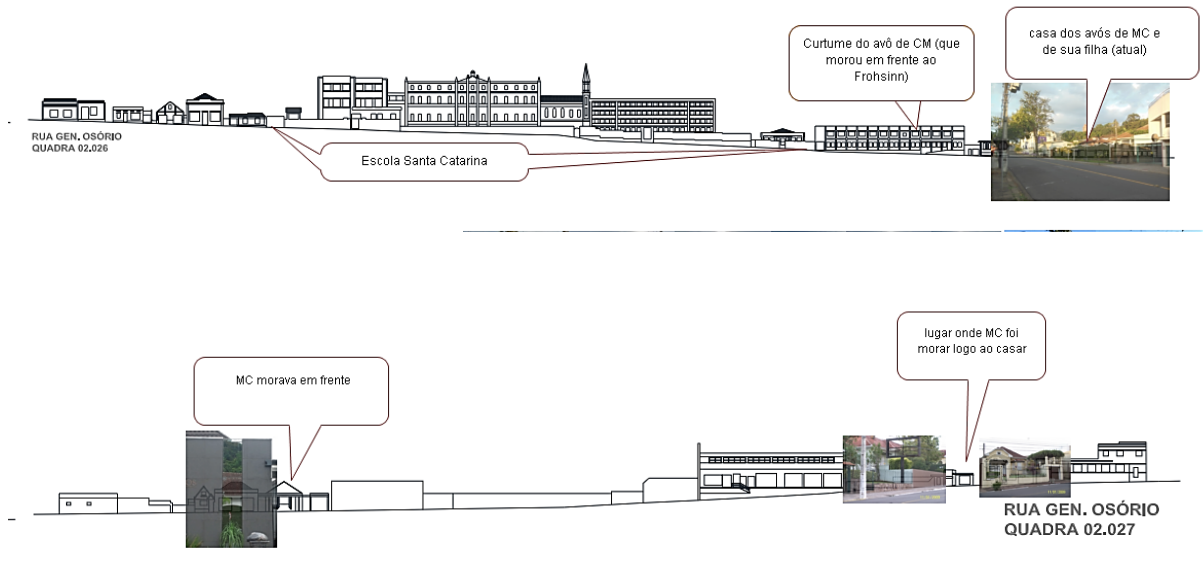 casa dos avós de MC e
de sua filha (atual)
Curtume do avô de CM (que
morou em frente ao
Frohsinn)
RUA GEN. OSÓRIO
QUADRA 02.026
Escola Santa Catarina
lugar onde MC foi
morar logo ao casar
MC morava em frente
RUA GEN. OSÓRIO
QUADRA 02.027